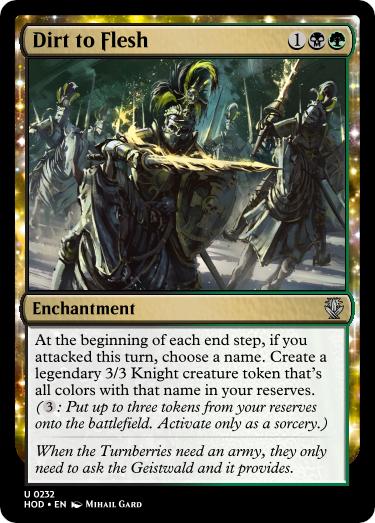 Dirt to Flesh
1
Enchantment
At the beginning of each end step, if you
attacked this turn, choose a name. Create a
legendary 3/3 Knight creature token that's
all colors with that name in your reserves.
(3: Put up to three tokens from your reserves
onto the battlefield. Activate only as a sorcery.)
When the Turnberries need an army, they only
need to ask the Geistwald and it provides.
U 0232
HOD • EN Mihail Gard